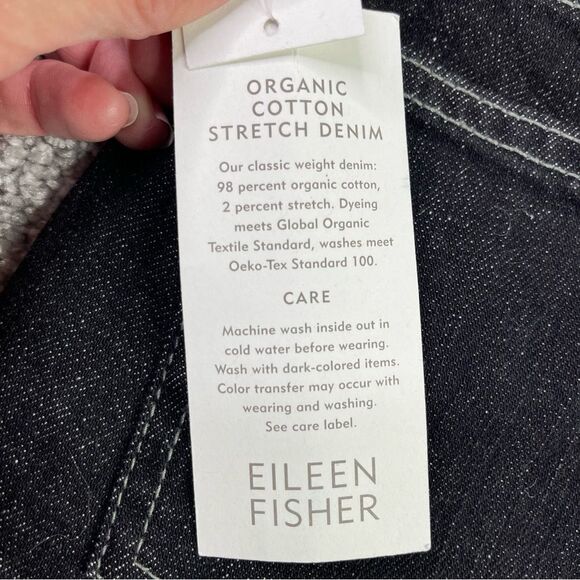 ORGANIC
COTTON
STRETCH DENIM
Our classic weight denim:
98 percent organic cotton,
2 percent stretch. Dyeing
meets Global Organic
Textile Standard, washes meet
Oeko-Tex Standard 100.
CARE
Machine wash inside out in
cold water before wearing.
Wash with dark-colored items.
Color transfer may occur with
wearing and washing.
See care label.
EILEEN
FISHER